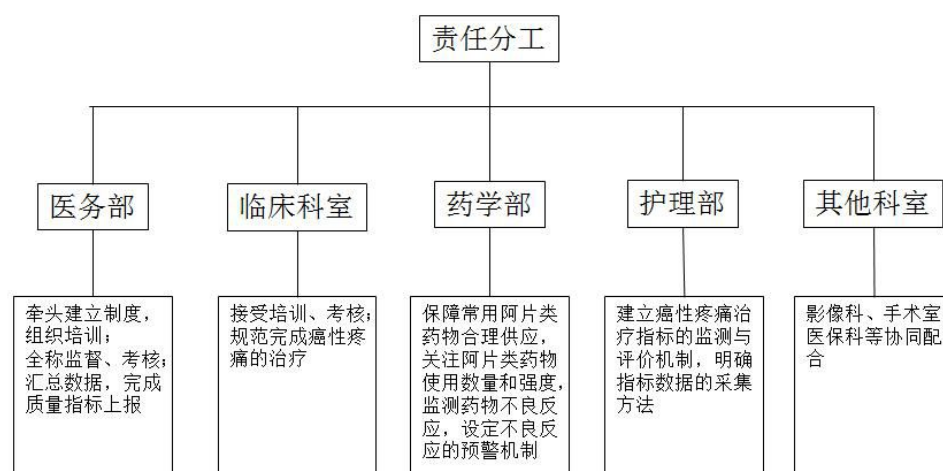 责任分工
医务部
临床科室
药学部
护理部
其他科室
牵头建立制度，
组织培训；
全称监督、考核；
汇总数据，完成
质量指标上报
接受培训、考核；
规范完成癌性疼
痛的治疗
保障常用阿片类
药物合理供应，
关注阿片类药物
使用数量和强度，
监测药物不良反
应，设定不良反
应的预警机制
建立癌性疼痛治
疗指标的监测与
评价机制，明确
指标数据的采集
方法
影像科、手术室
医保科等协同配
合